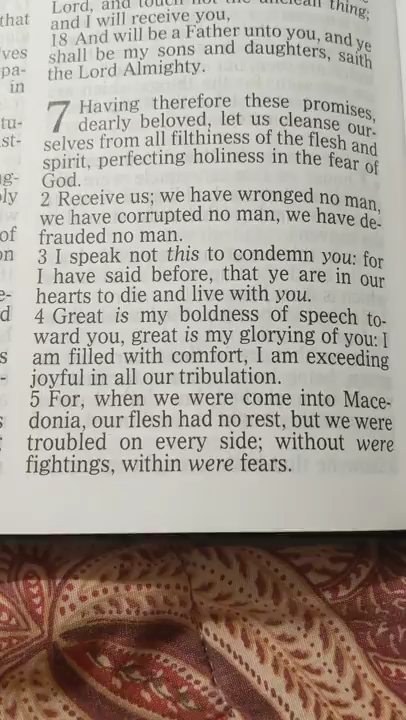 Lord, and touch not the unclean thing;
and I will receive you,
18 And will be a Father unto you, and ye
shall be my sons and daughters, saith
the Lord Almighty.
7 Having therefore these promises,
dearly beloved, let us cleanse our-
selves from all filthiness of the flesh and
spirit, perfecting holiness in the fear of
God.
2 Receive us; we have wronged no man,
we have corrupted no man, we have de-
frauded no man.
3 I speak not this to condemn you: for
I have said before, that ye are in our
hearts to die and live with you.
4 Great is my boldness of speech to-
ward you, great is my glorying of you: I
am filled with comfort, I am exceeding
joyful in all our tribulation.
5 For, when we were come into Mace-
donia, our flesh had no rest, but we were
troubled on every side; without were
fightings, within were fears.